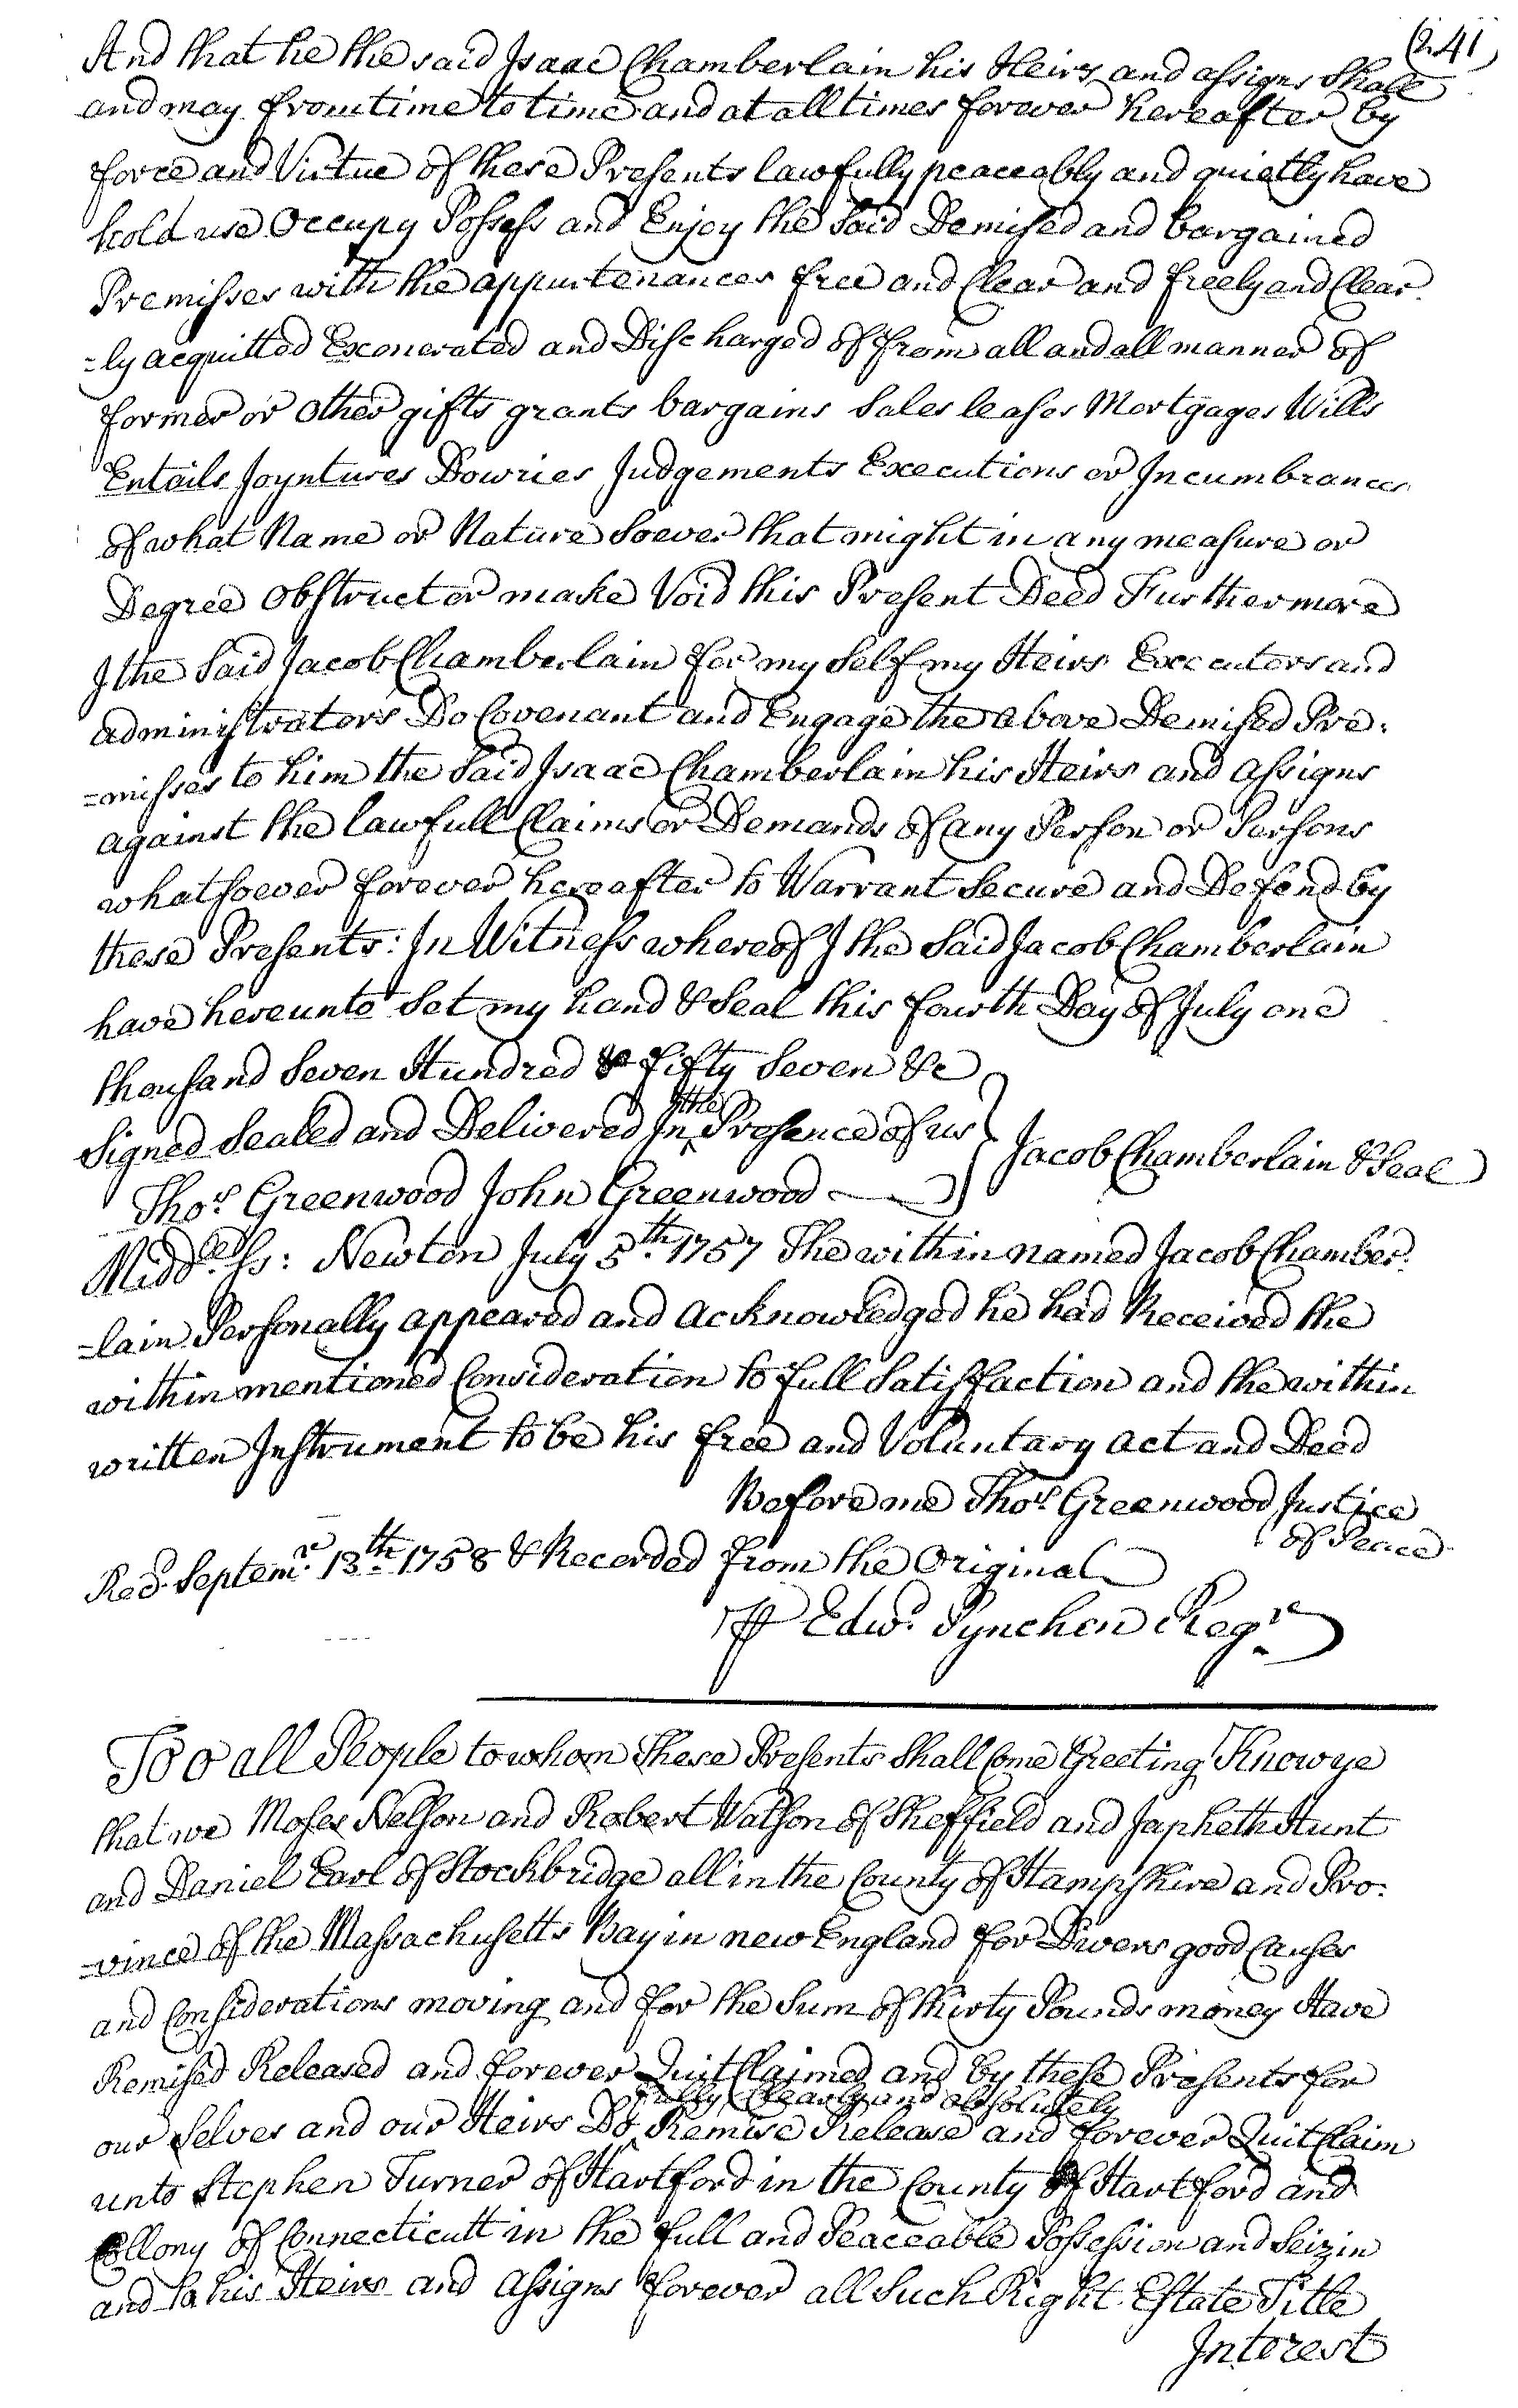 (241)
And that he the said Isaac Chamberlain his Heirs and assigns Shall
and may from time to time and at all times forever hereafter by
force and Virtue of these Presents lawfully peaceably and quietly have
hold use Occupy Possess and Enjoy the Said Demised and bargained
Premisses with the appurtenances free and Clear and freely and Clear
=ly acquitted Exonerated and Discharged of from all and all manner of
former or other gifts grants bargains Sales leases Mortgages Wills
Entails Joyntures Dowries Judgements Executions or Incumbrances
of what Name or Nature Soever that might in any measure or
Degree Obstruct or make Void this Present Deed Furthermore
I the Said Jacob Chamberlain for my Self my Heirs Executors and
administrators Do Covenant and Engage the above Demised Pre-
=misses to him the Said Isaac Chamberlain his Heirs and assigns
against the lawfull Claims or Demands of any Person or Persons
whatsoever forever hereafter to Warrant Secure and Defend by
these Presents: In Witness whereof I the Said Jacob Chamberlain
have hereunto Set my hand & Seal this fourth Day of July one
thousand Seven Hundred & fifty Seven &c
Signed Sealed and Delivered In the Presence of us } Jacob Chamberlain & Seal
Thos. Greenwood John Greenwood
Middx. Ss: Newton July 5th. 1757 The within named Jacob Chamber-
=lain Personally appeared and acknowledged he had Received the
within mentioned Consideration to full Satisfaction and the within
written Instrument to be his free and Voluntary act and Deed
Before me Thos. Greenwood Justice
of Peace
Recd. Septemr. 13th. 1758 & Recorded from the Original
P Edwd. Pynchon Regr.
Too all People to whom These Presents Shall Come Greeting Know ye
that we Moses Nelson and Robert Watson of Sheffield and Japheth Hunt
and Daniel Earl of Stockbridge all in the County of Hampshire and Pro-
=vince of the Massachusetts Bay in new England for Divers good Causes
and Considerations moving and for the Sum of thirty Pounds money Have
Remised Released and forever QuitClaimed and by these Presents for
fully Clearly and absolutely
our Selves and our Heirs Do Remise Release and forever QuitClaim
unto Stephen Turner of Hartford in the County of Hartford and
Collony of Connecticutt in the full and Peaceable Possession and Seizin
and to his Heirs and assigns forever all Such Right Estate Title
Interest